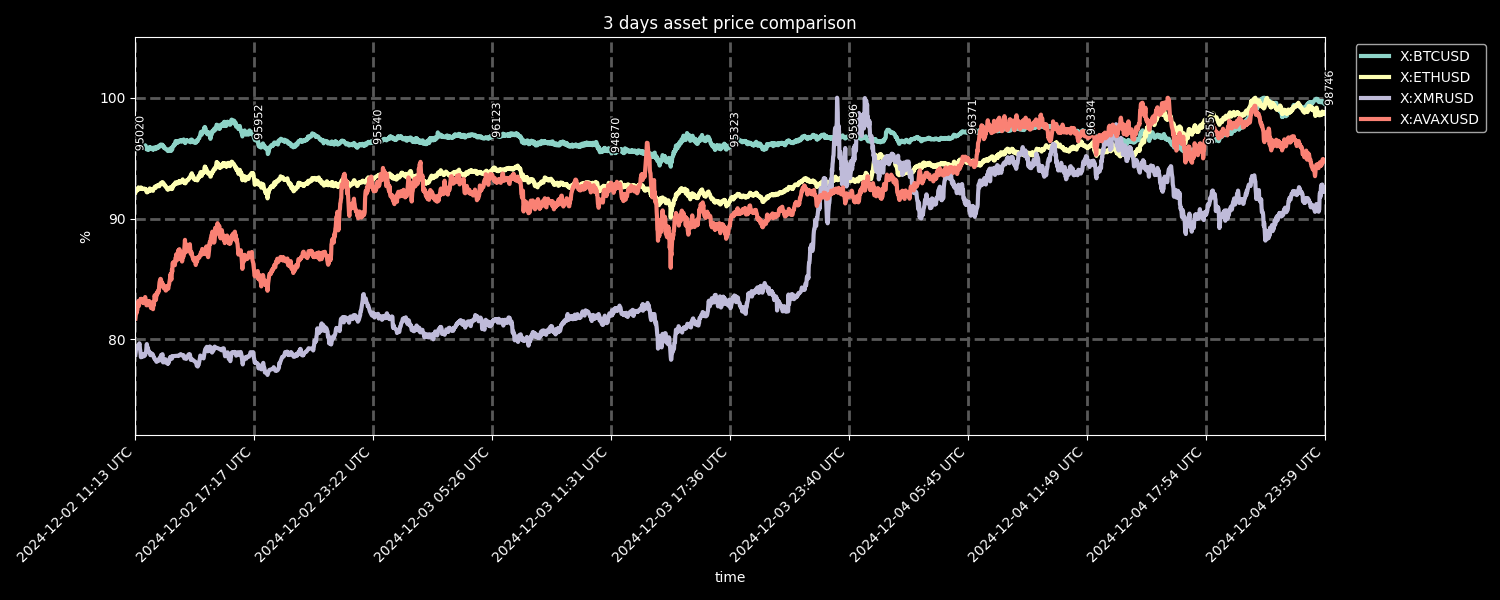 3 days asset price comparison
X:BTCUSD
X:ETHUSD
X:XMRUSD
X:AVAXUSD
100
90
80
%
95020
95952
95540
96123
94870
95323
95996
96371
96334
95557
98746
2024-12-02 11:13 UTC
2024-12-02 17:17 UTC
2024-12-02 23:22 UTC
2024-12-03 05:26 UTC
2024-12-03 11:31 UTC
2024-12-03 17:36 UTC
2024-12-03 23:40 UTC
2024-12-04 05:45 UTC
2024-12-04 11:49 UTC
2024-12-04 17:54 UTC
2024-12-04 23:59 UTC
time